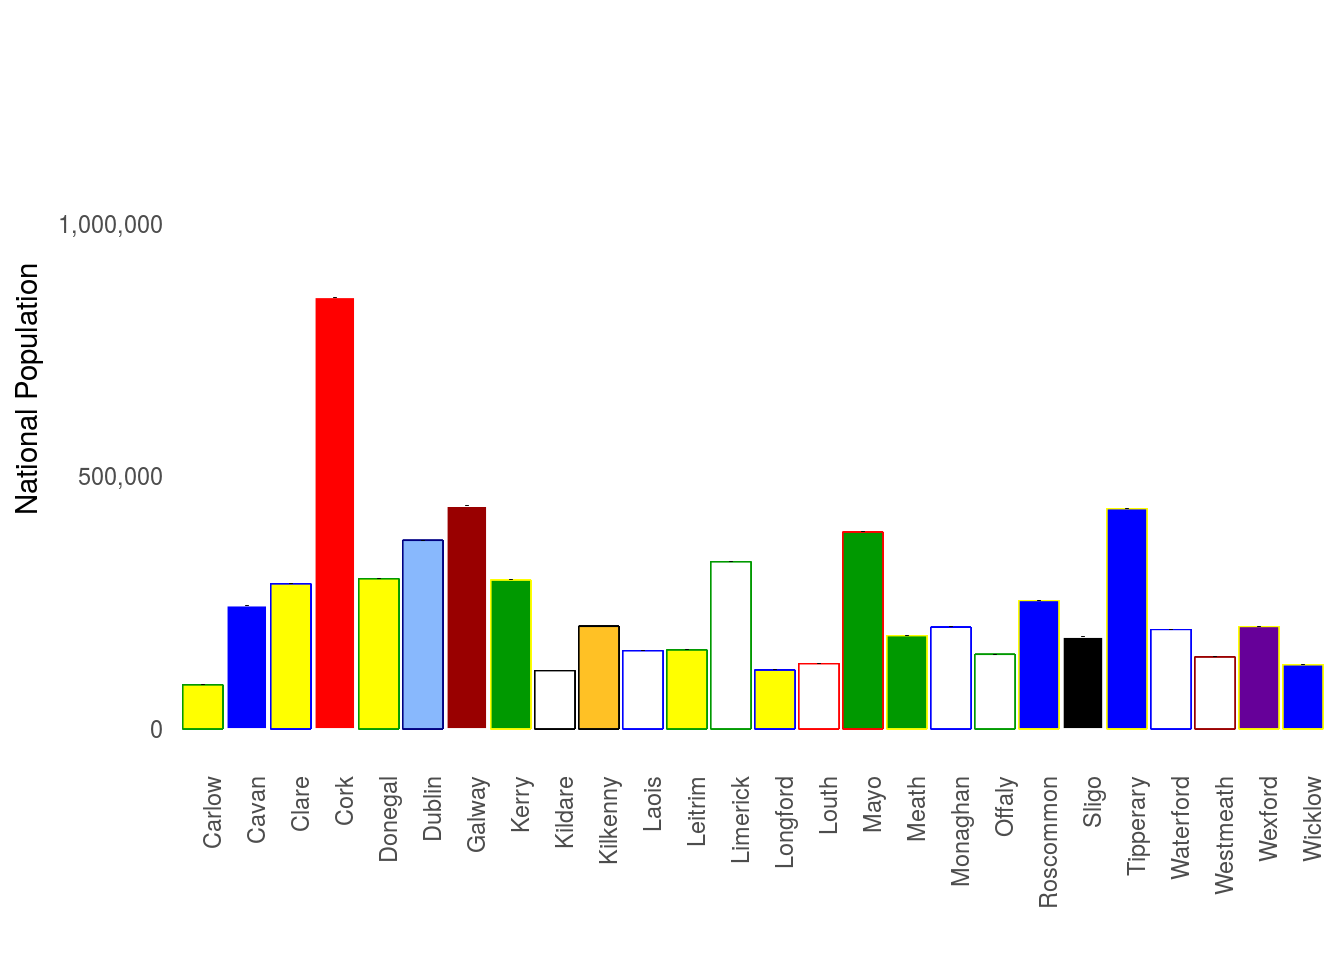 National Population
1,000,000
500,000
0
Carlow
Cavan
Clare
Cork
Donegal
Dublin
Galway
Kerry
Kildare
Kilkenny
Laois
Leitrim
Limerick
Longford
Louth
Mayo
Meath
Monaghan
Offaly
Roscommon
Sligo
Tipperary
Waterford
Westmeath
Wexford
Wicklow